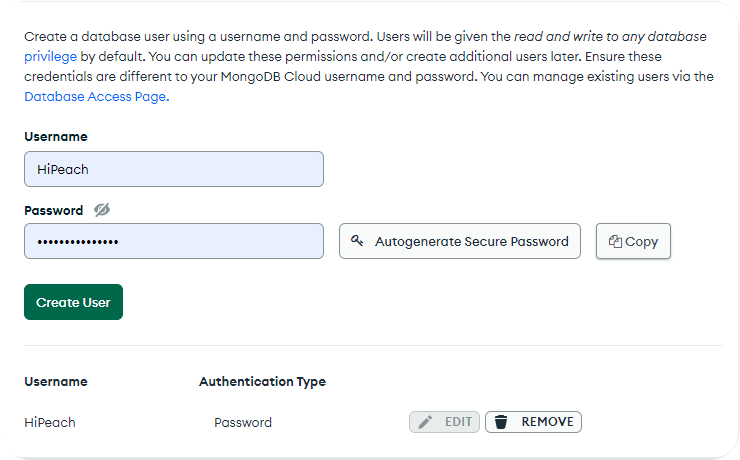 Create a database user using a username and password. Users will be given the read and write to any database
privilege by default. You can update these permissions and/or create additional users later. Ensure these
credentials are different to your MongoDB Cloud username and password. You can manage existing users via the
Database Access Page.
Username
HiPeach
Password
•••••••••••••••
Autogenerate Secure Password
Copy
Create User
Username Authentication Type
HiPeach Password EDIT REMOVE